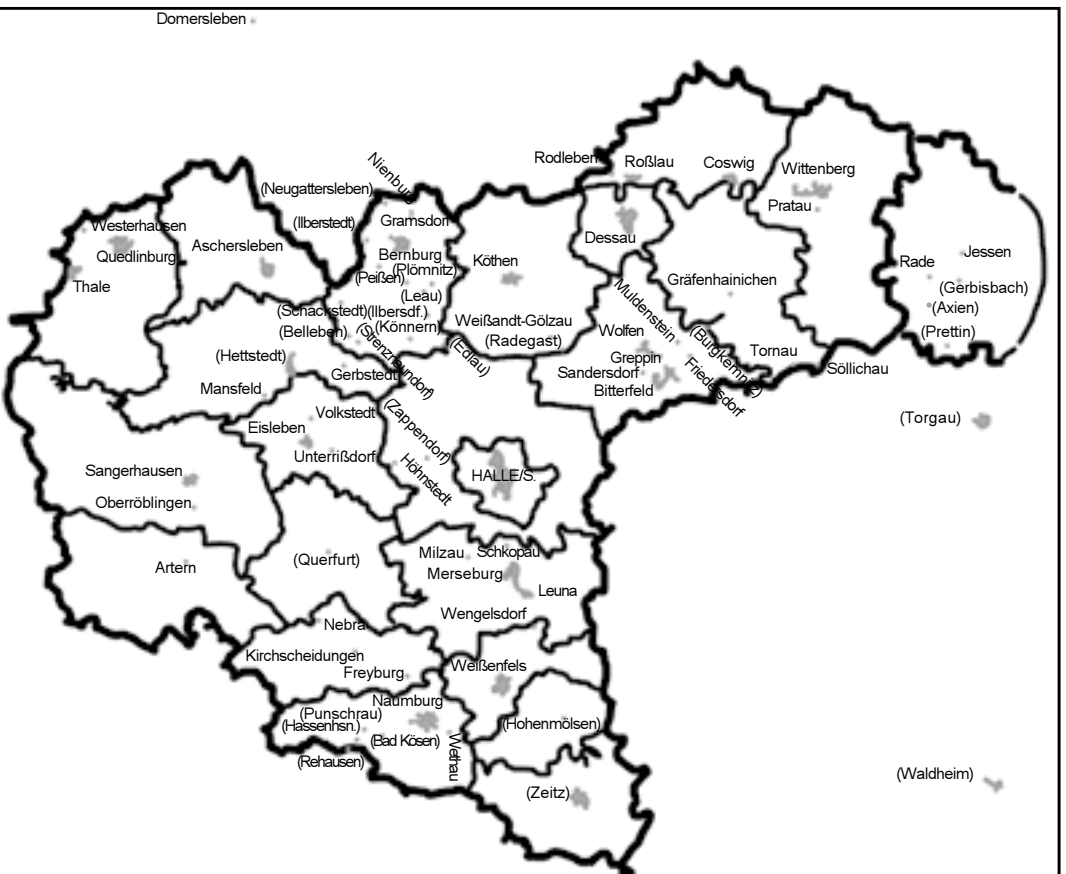 Domersleben
Rodleben
Roßlau
Coswig
Wittenberg
Pratau
Nienburg
(Neugattersleben)
(Ilberstedt)
Gramsdorf
Westerhausen
Quedlinburg
Aschersleben
Thale
Bernburg
(Plömnitz)
(Peißen)
(Leau)
Köthen
Dessau
Gräfenhainichen
Rade
Jessen
(Gerbisbach)
(Axien)
(Prettin)
(Schackstedt)
(Ilbersdf.)
(Belleben)
(Könnern)
(Strenznaundorf)
(Edlau)
Weißandt-Gölzau
(Radegast)
Muldenstein
Wolfen
Greppin
Sandersdorf
Bitterfeld
(Burgkemnitz)
Friedersdorf
Tornau
Söllichau
(Hettstedt)
Gerbstedt
Mansfeld
Volkstedt
Eisleben
Unterrißdorf
(Zappendorf)
Höhnstedt
HALLE/S.
(Torgau)
Sangerhausen
Oberröblingen
Artern
(Querfurt)
Milzau
Schkopau
Merseburg
Leuna
Wengelsdorf
Nebra
Kirchscheidungen
Freyburg
Weißenfels
Naumburg
(Punschrau)
(Hassenhsn.)
(Bad Kösen)
Wethau
(Rehausen)
(Hohenmölsen)
(Zeitz)
(Waldheim)